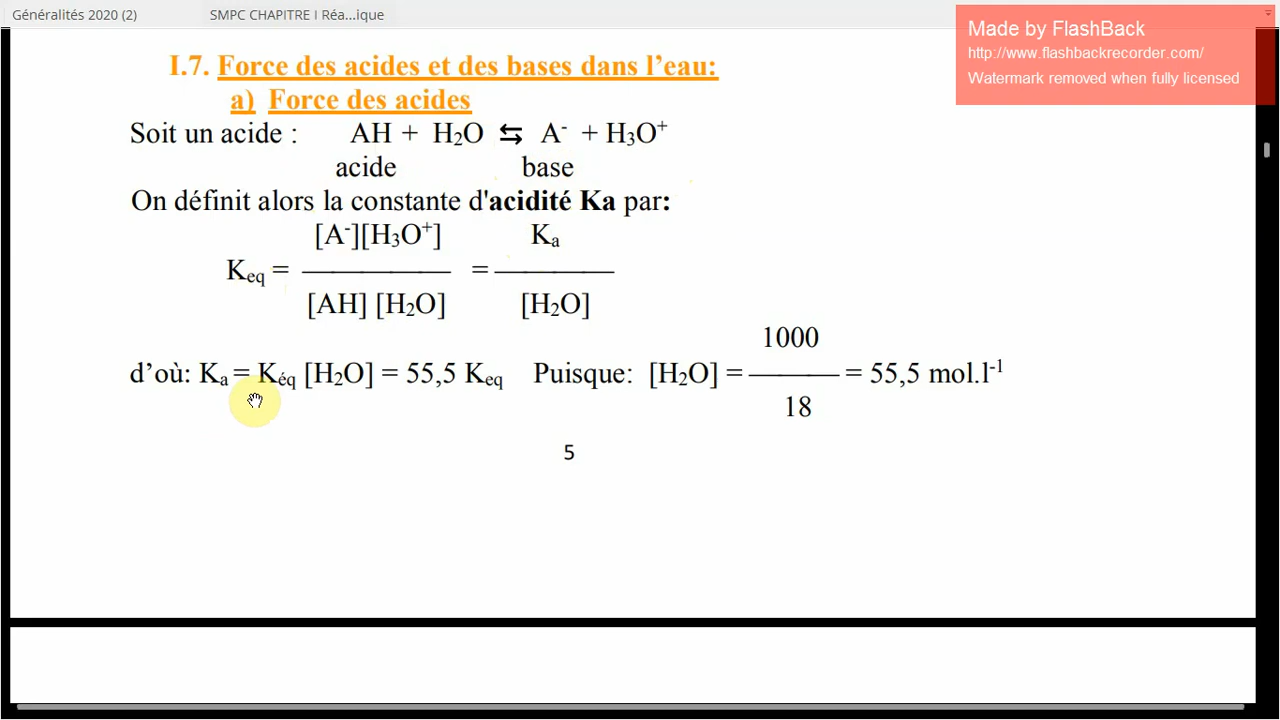 Généralités 2020 (2) SMPC CHAPITRE I Réa...ique
Made by FlashBack
http://www.flashbackrecorder.com/
Watermark removed when fully licensed
I.7. Force des acides et des bases dans l’eau:
a) Force des acides
Soit un acide : AH + H₂O ⇆ A⁻ + H₃O⁺
acide base
On définit alors la constante d'acidité Ka par:
[A⁻][H₃O⁺] Kₐ
Keq = ———— = ————
[AH] [H₂O] [H₂O]
1000
d’où: Kₐ = Kéq [H₂O] = 55,5 Keq Puisque: [H₂O] = ——— = 55,5 mol.l⁻¹
18
5